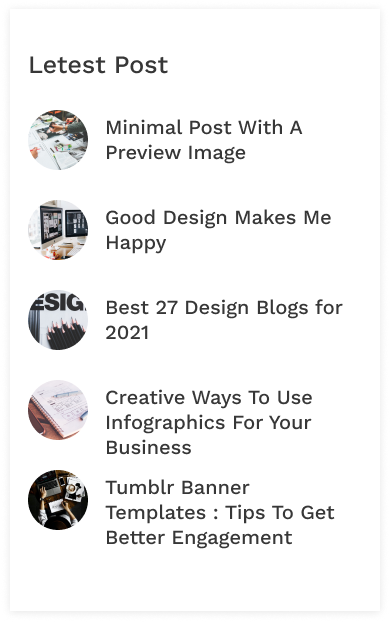 Letest Post
Minimal Post With A
Preview Image
Good Design Makes Me
Happy
ESIG
Best 27 Design Blogs for
2021
Creative Ways To Use
Infographics For Your
Business
Tumblr Banner
Templates : Tips To Get
Better Engagement